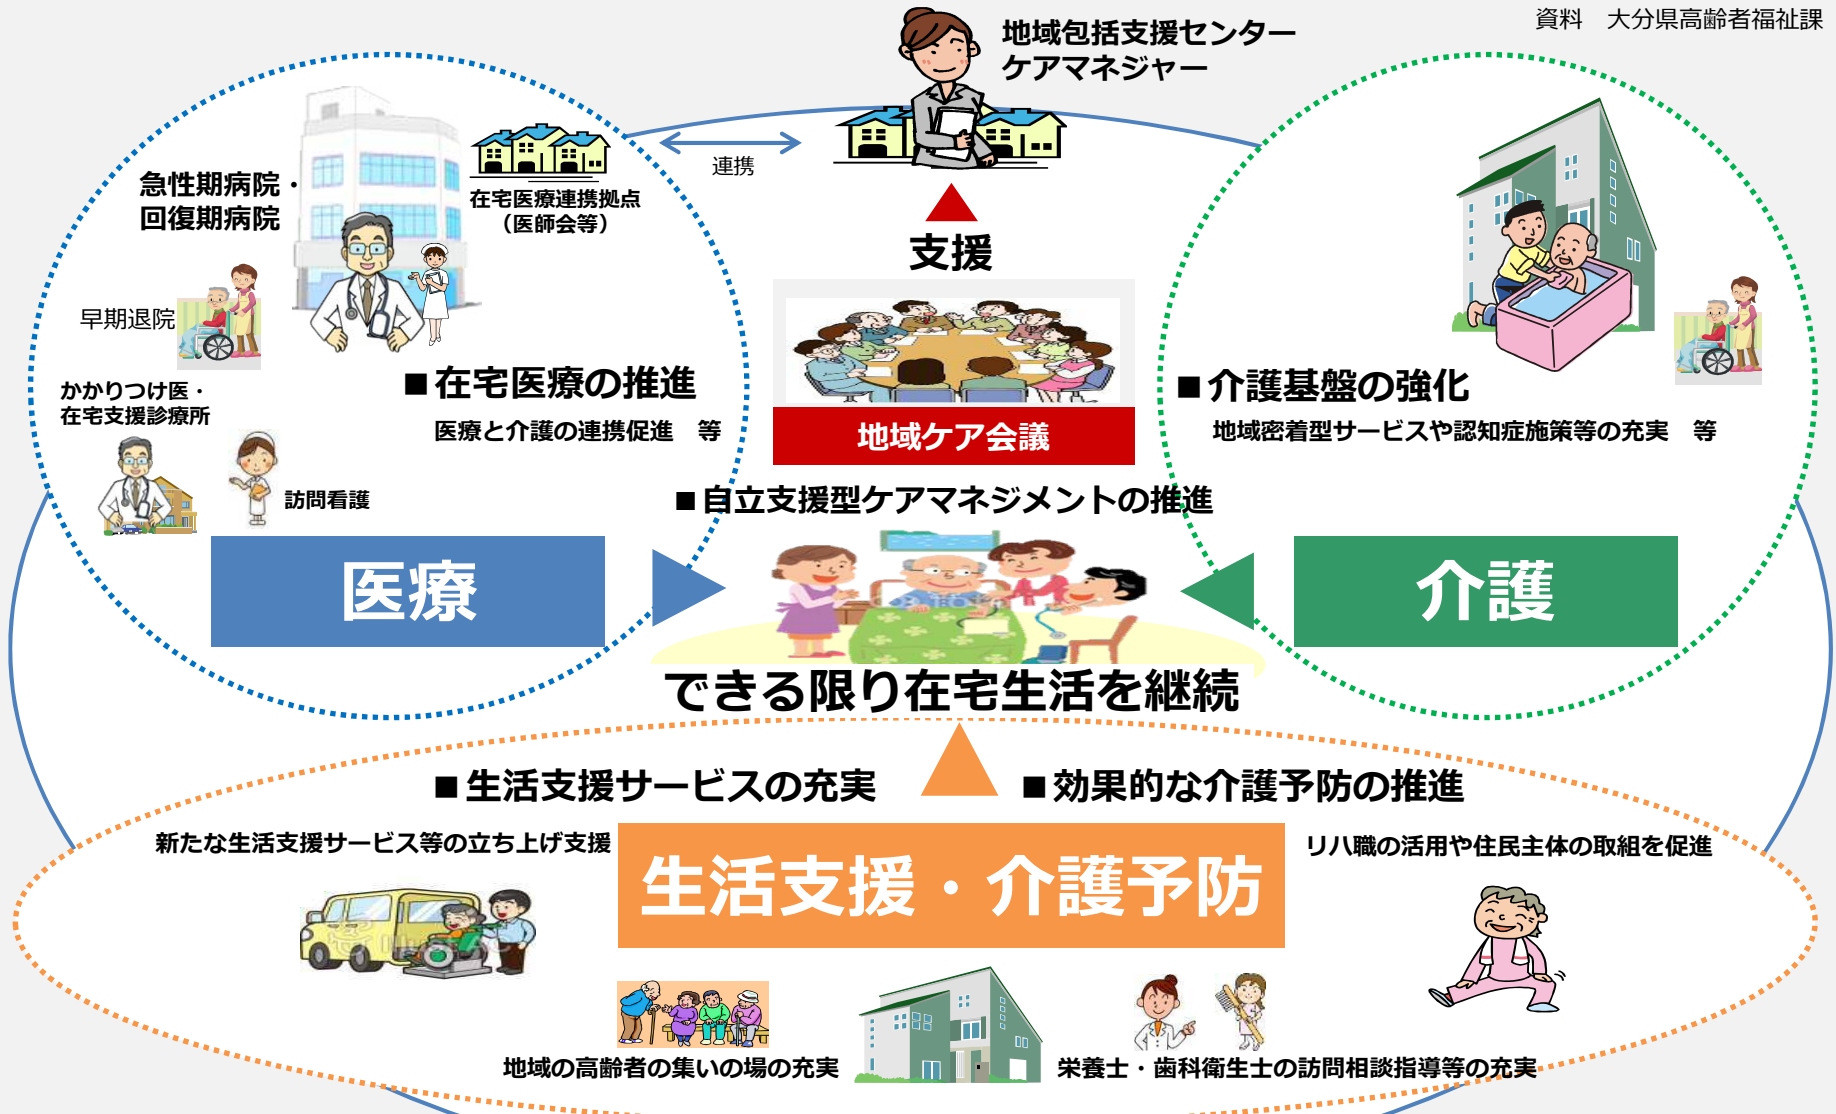 資料　大分県高齢者福祉課
地域包括支援センター
ケアマネジャー
連携
急性期病院・
回復期病院
在宅医療連携拠点
（医師会等）
早期退院
かかりつけ医・
在宅支援診療所
訪問看護
■在宅医療の推進
医療と介護の連携促進　等
医療
支援
地域ケア会議
■自立支援型ケアマネジメントの推進
できる限り在宅生活を継続
■介護基盤の強化
地域密着型サービスや認知症施策等の充実　等
介護
■生活支援サービスの充実
■効果的な介護予防の推進
新たな生活支援サービス等の立ち上げ支援
生活支援・介護予防
リハ職の活用や住民主体の取組を促進
地域の高齢者の集いの場の充実
栄養士・歯科衛生士の訪問相談指導等の充実